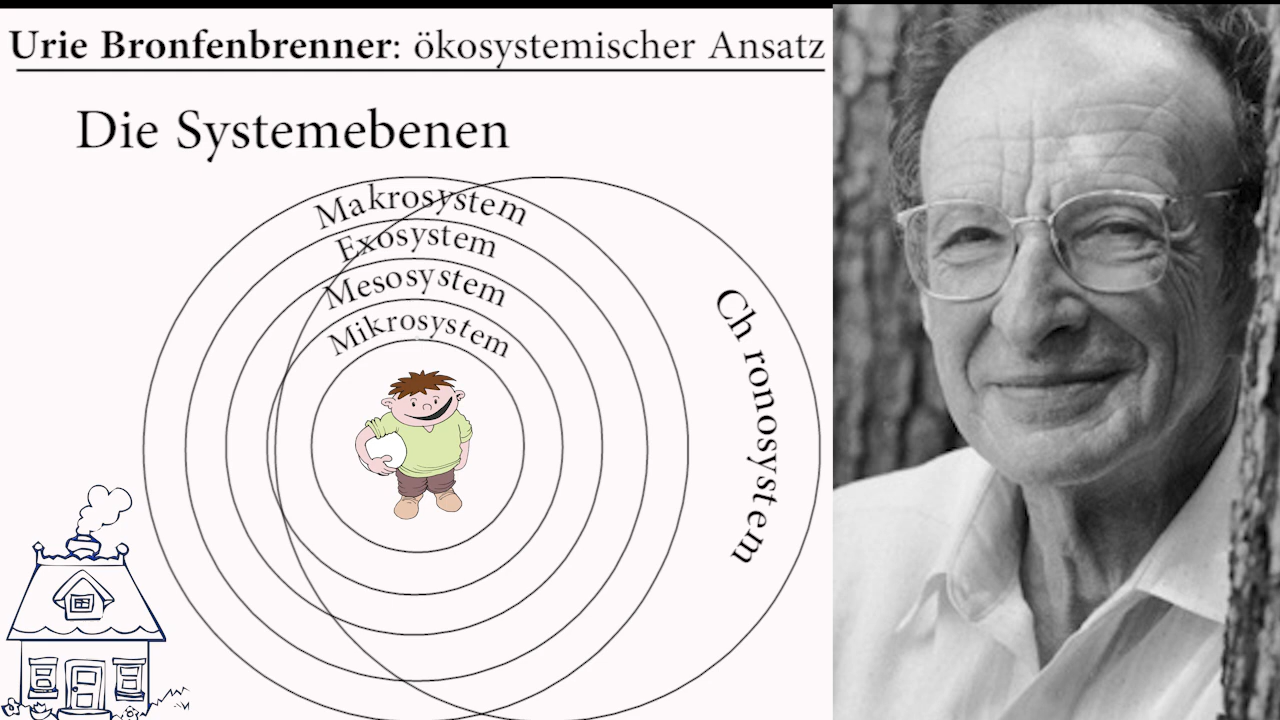 Urie Bronfenbrenner: ökosystemischer Ansatz
Die Systemebenen
Makrosystem
Exosystem
Mesosystem
Mikrosystem
Ch ronosystem